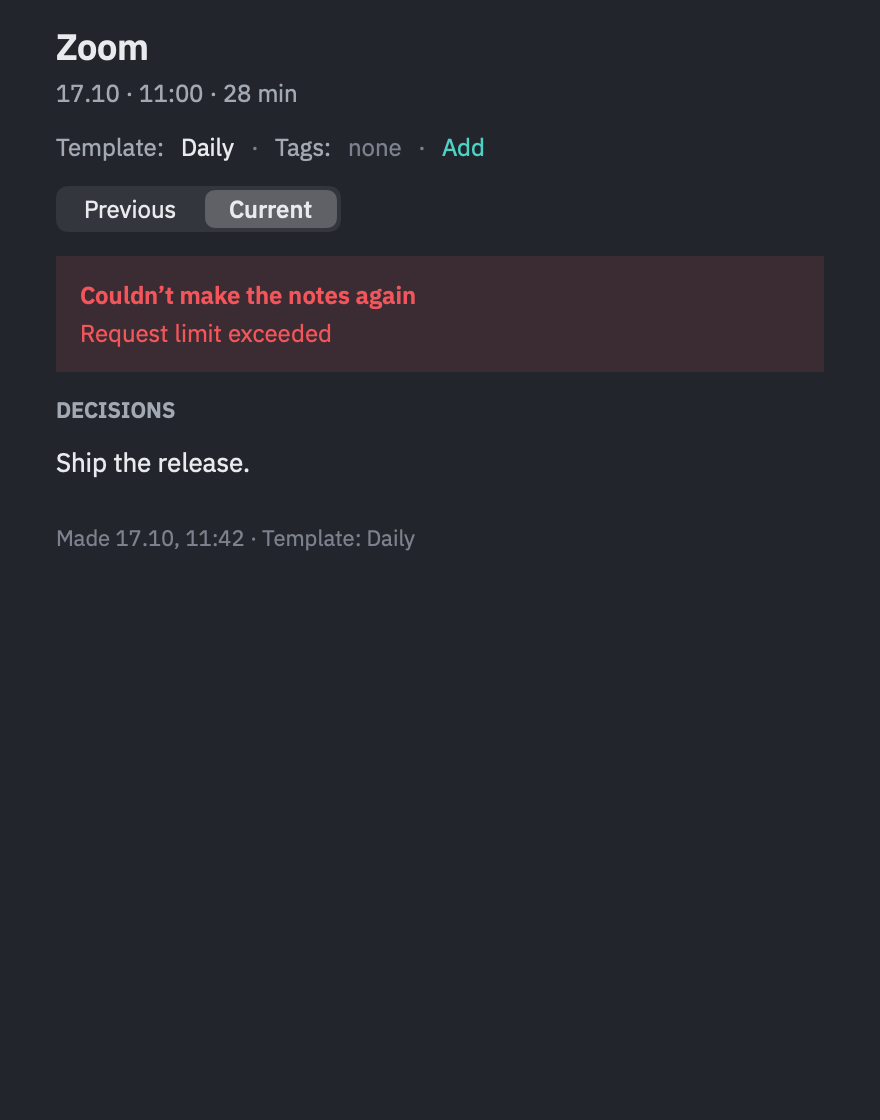 Zoom
17.10 · 11:00 · 28 min
Template: Daily · Tags: none · Add
Previous Current
Couldn’t make the notes again
Request limit exceeded
DECISIONS
Ship the release.
Made 17.10, 11:42 · Template: Daily